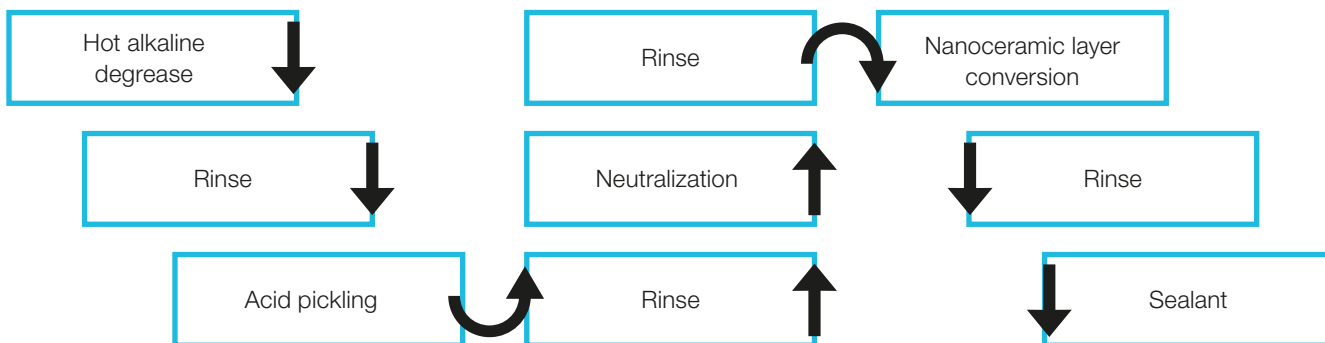 Hot alkaline
degrease
Rinse
Acid pickling
Rinse
Neutralization
Rinse
Nanoceramic layer
conversion
Rinse
Sealant